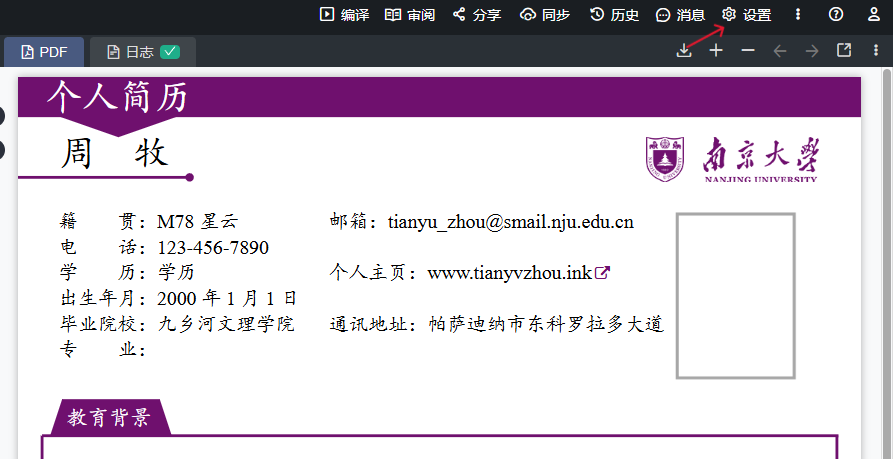 编译 审阅 分享 同步 历史 消息 设置
PDF 日志
个人简历
周 牧
南京大学
NANJING UNIVERSITY
籍 贯：M78 星云 邮箱：tianyu_zhou@smail.nju.edu.cn
电 话：123-456-7890
学 历：学历 个人主页：www.tianyvzhou.ink
出生年月：2000 年 1 月 1 日
毕业院校：九乡河文理学院 通讯地址：帕萨迪纳市东科罗拉多大道
专 业：
教育背景